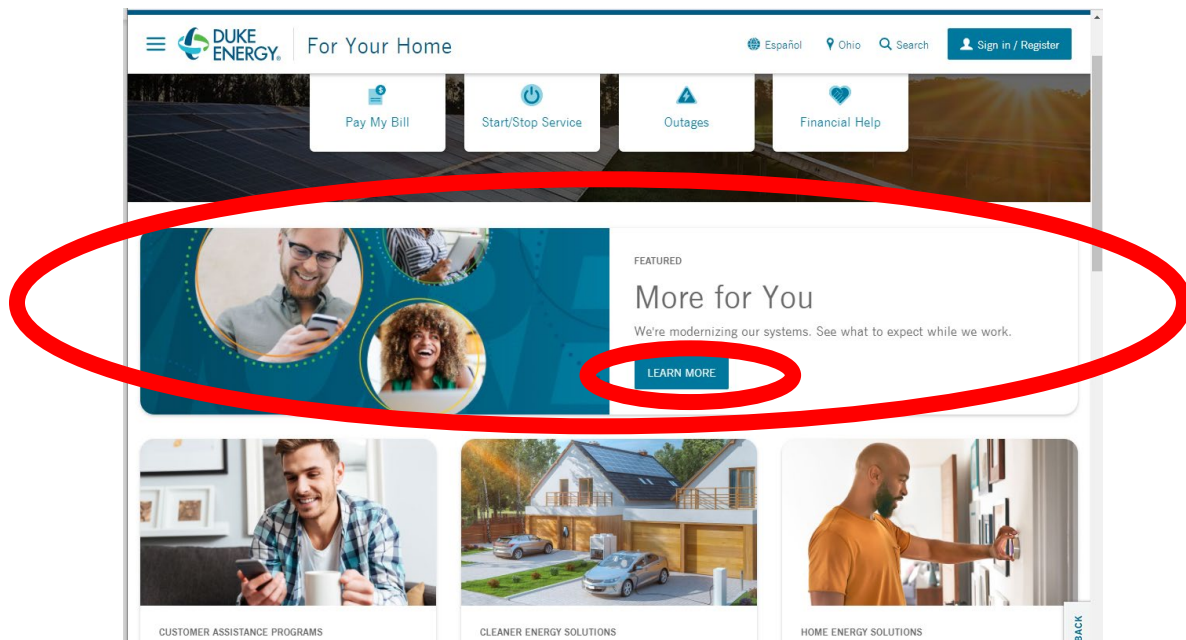 DUKE
ENERGY®
For Your Home
Español
Ohio
Search
Sign in / Register
Pay My Bill
Start/Stop Service
Outages
Financial Help
FEATURED
More for You
We're modernizing our systems. See what to expect while we work.
LEARN MORE
CUSTOMER ASSISTANCE PROGRAMS
CLEANER ENERGY SOLUTIONS
HOME ENERGY SOLUTIONS
BACK